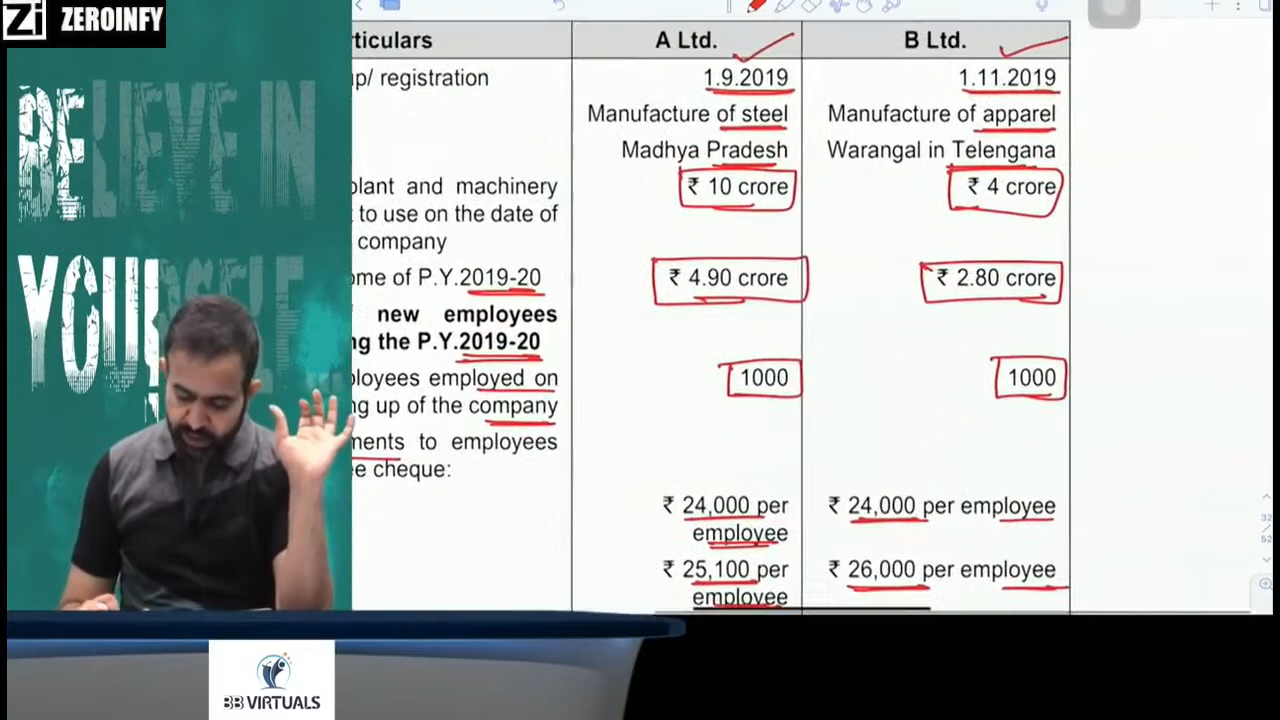 Zi ZEROINFY
BELIEVE IN
YOURSELF
rticulars
A Ltd.
B Ltd.
up/ registration
1.9.2019
1.11.2019
Manufacture of steel
Manufacture of apparel
Madhya Pradesh
Warangal in Telengana
plant and machinery
₹ 10 crore
₹ 4 crore
t to use on the date of
company
ome of P.Y.2019-20
₹ 4.90 crore
₹ 2.80 crore
new employees
ng the P.Y.2019-20
loyees employed on
1000
1000
ng up of the company
ments to employees
ee cheque:
₹ 24,000 per
employee
₹ 24,000 per employee
₹ 25,100 per
employee
₹ 26,000 per employee
BB VIRTUALS